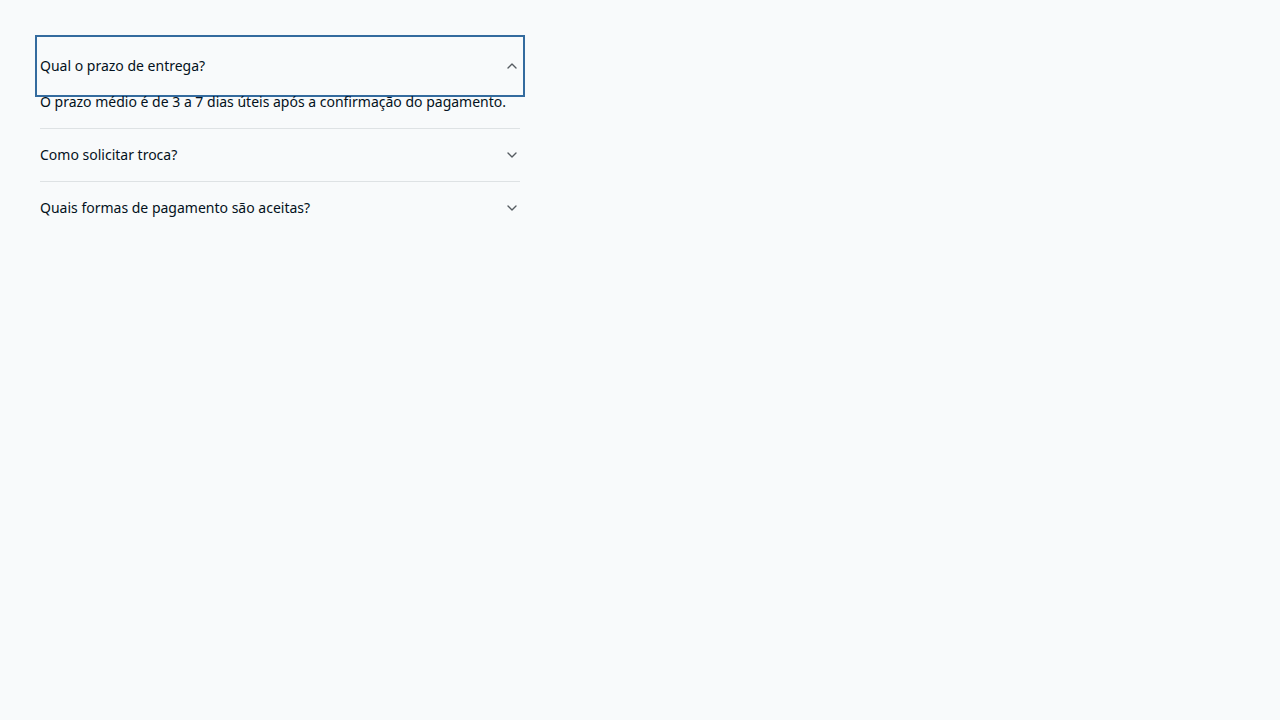 Qual o prazo de entrega?
O prazo médio é de 3 a 7 dias úteis após a confirmação do pagamento.
Como solicitar troca?
Quais formas de pagamento são aceitas?